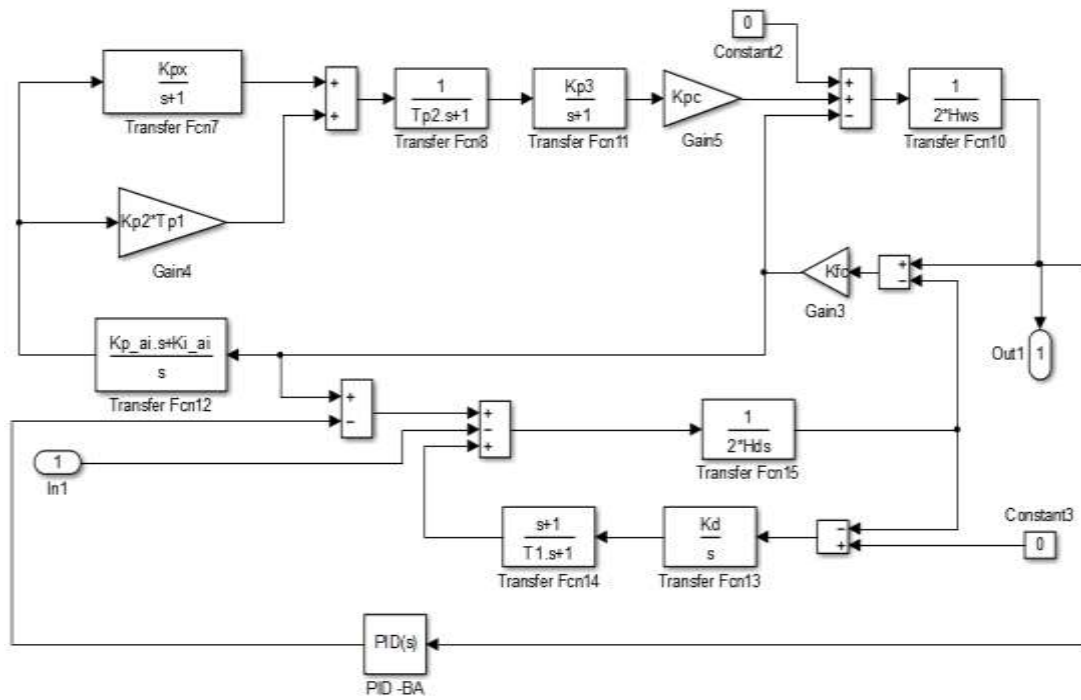 0
Constant2
Kpx
s+1
Transfer Fcn7
+
+
1
Tp2.s+1
Transfer Fcn8
Kp3
s+1
Transfer Fcn11
Kpc
Gain5
+
+
−
1
2*Hws
Transfer Fcn10
Kp2*Tp1
Gain4
Kfc
Gain3
+
−
Out1
1
Kp_ai.s+Ki_ai
s
Transfer Fcn12
+
−
+
−
+
1
2*Hds
Transfer Fcn15
1
In1
s+1
T1.s+1
Transfer Fcn14
Kd
s
Transfer Fcn13
−
+
Constant3
0
PID(s)
PID -BA